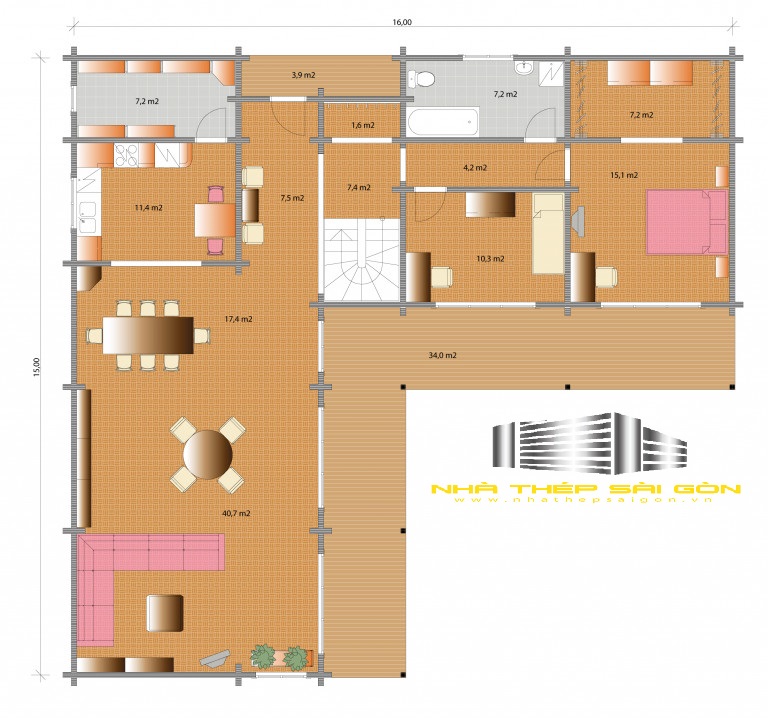 16,00
3,9 m2
7,2 m2
7,2 m2
7,2 m2
1,6 m2
4,2 m2
15,1 m2
7,4 m2
7,5 m2
11,4 m2
10,3 m2
17,4 m2
34,0 m2
15,00
NHÀ THÉP SÀI GÒN
www.nhathepsaigon.vn
40,7 m2